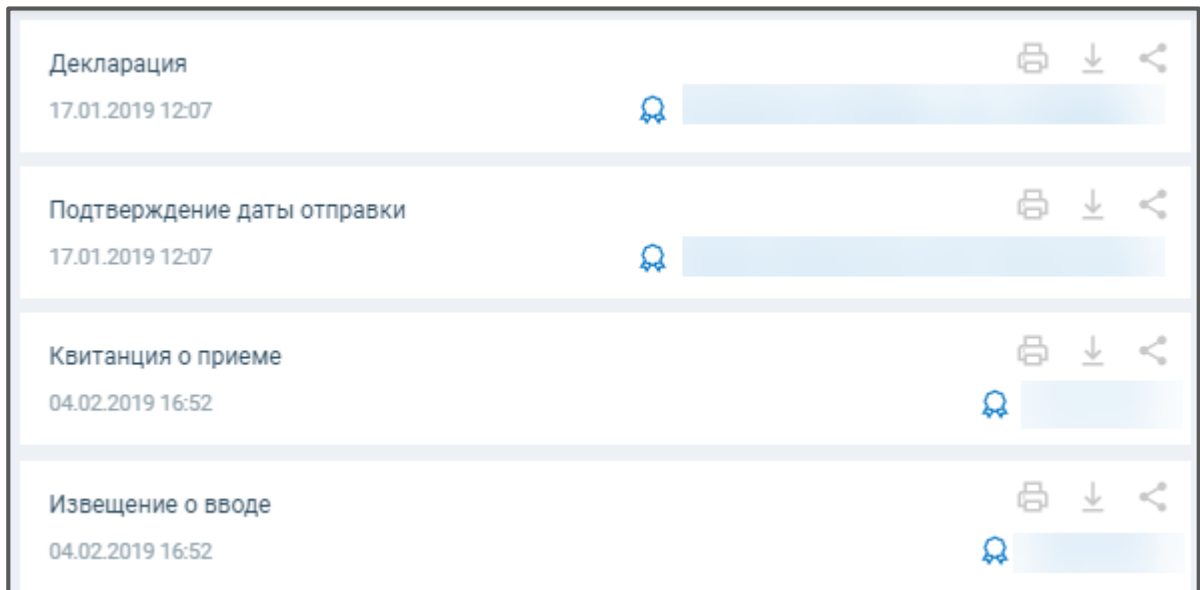 Декларация
17.01.2019 12:07
Подтверждение даты отправки
17.01.2019 12:07
Квитанция о приеме
04.02.2019 16:52
Извещение о вводе
04.02.2019 16:52